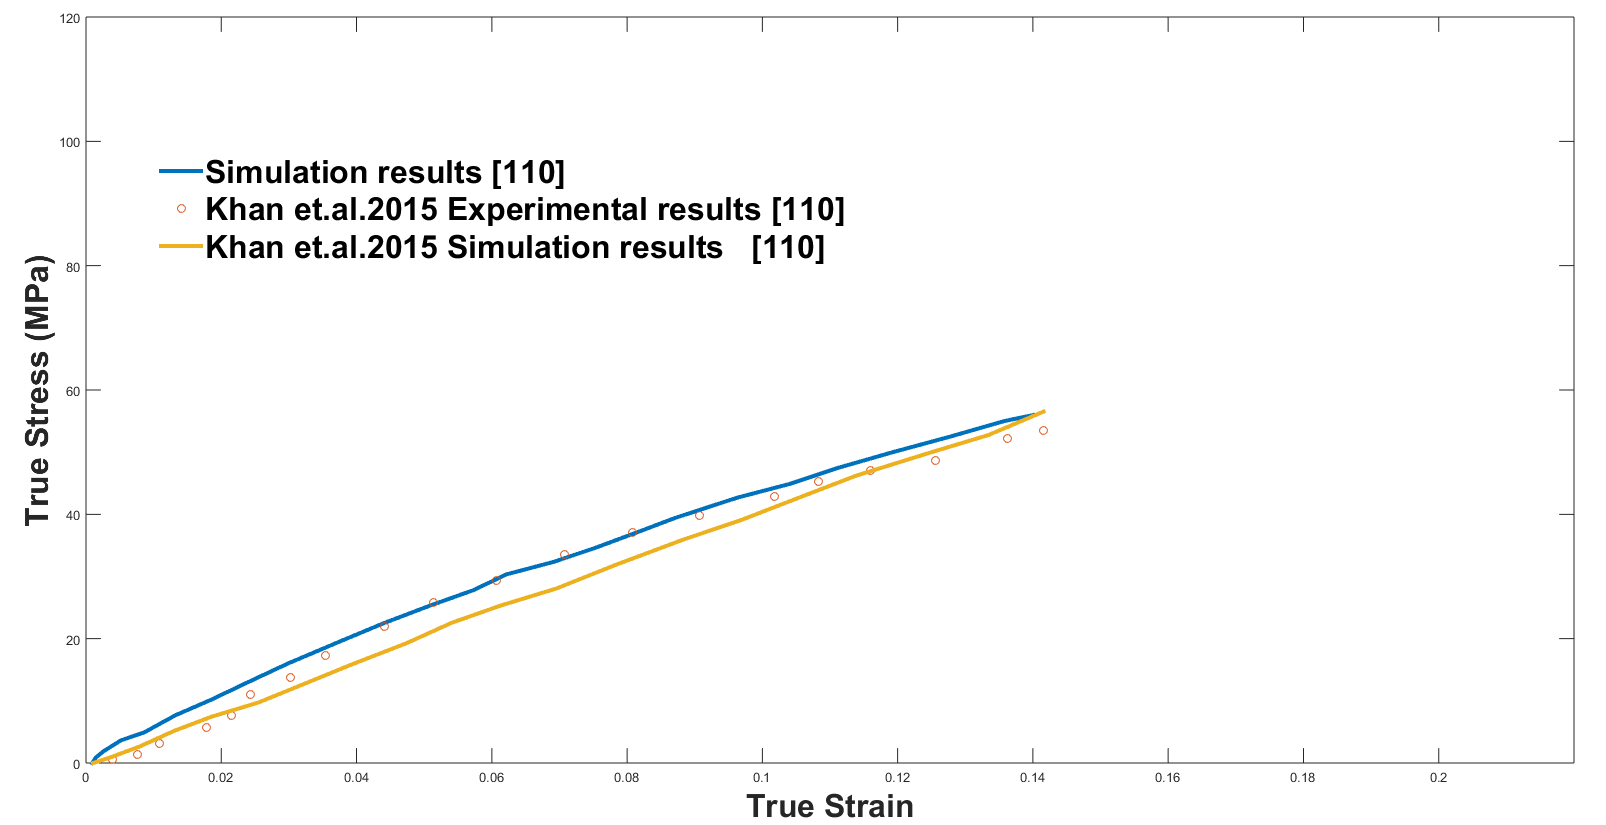 120
100
80
60
40
20
0
True Stress (MPa)
Simulation results [110]
Khan et.al.2015 Experimental results [110]
Khan et.al.2015 Simulation results [110]
0 0.02 0.04 0.06 0.08 0.1 0.12 0.14 0.16 0.18 0.2
True Strain